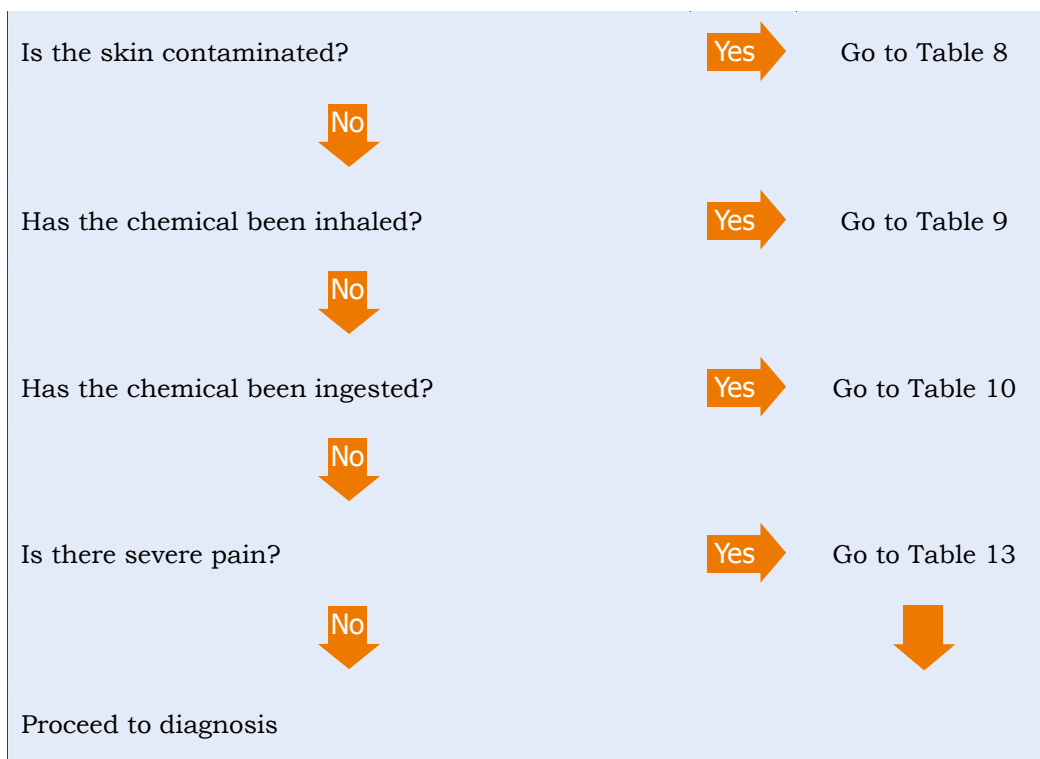 Is the skin contaminated?
Yes
Go to Table 8
No
Has the chemical been inhaled?
Yes
Go to Table 9
No
Has the chemical been ingested?
Yes
Go to Table 10
No
Is there severe pain?
Yes
Go to Table 13
No
Proceed to diagnosis